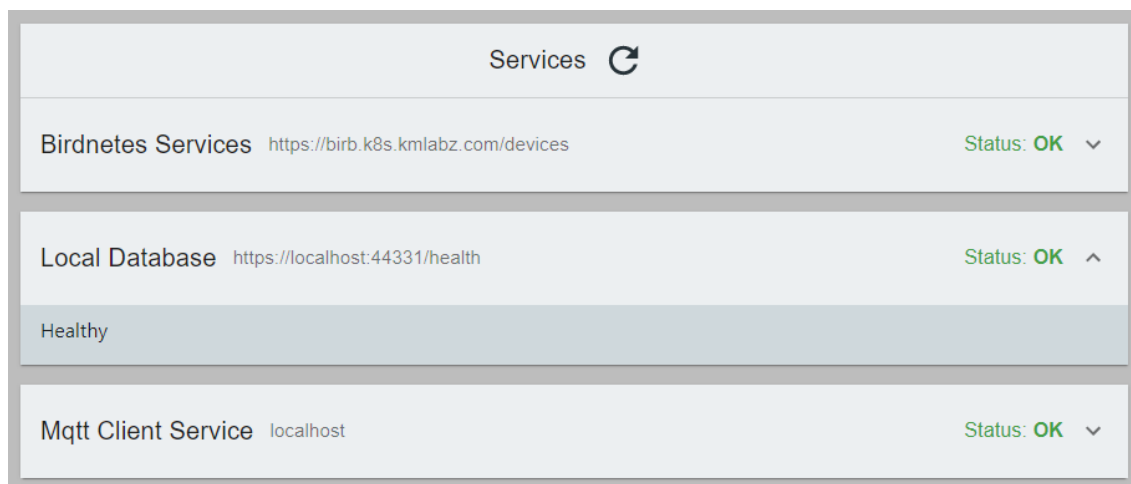 Services
Birdnetes Services https://birb.k8s.kmlabz.com/devices Status: OK
Local Database https://localhost:44331/health Status: OK
Healthy
Mqtt Client Service localhost Status: OK